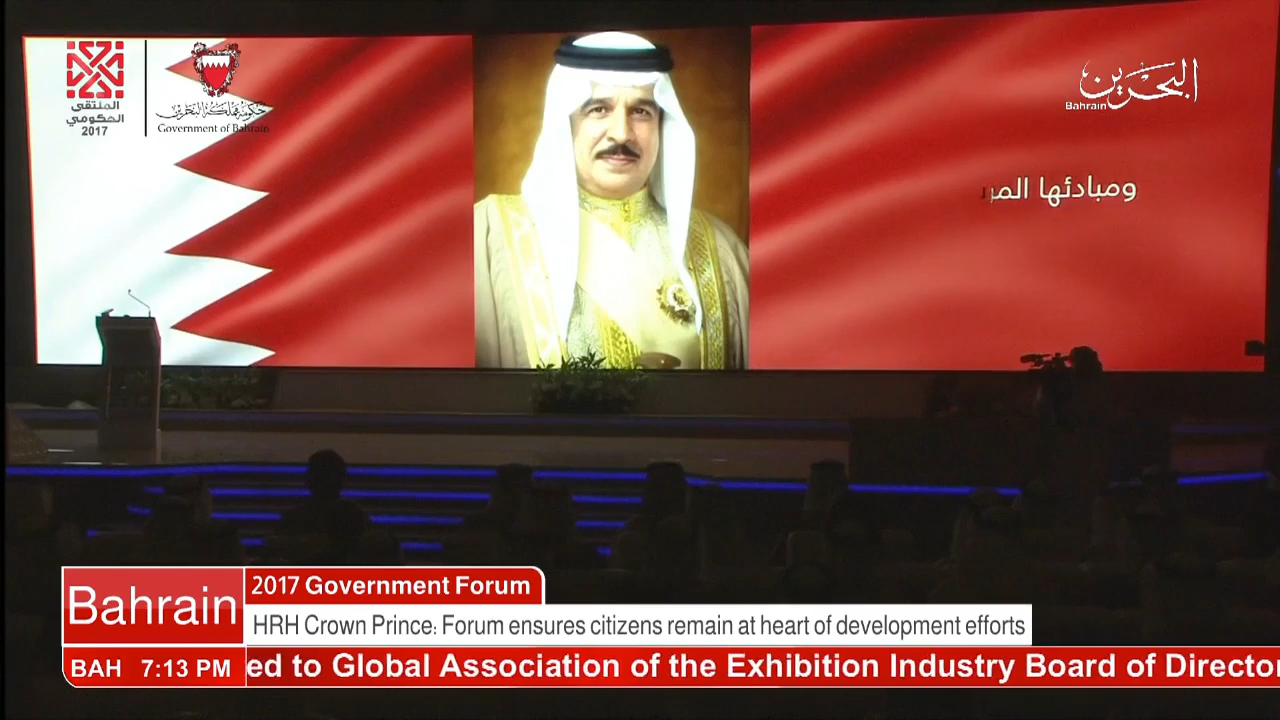 الملتقى
الحكومي
2017
حكومة مملكة البحرين
Government of Bahrain
البحرين
Bahrain
ومبادئها
Bahrain
2017 Government Forum
HRH Crown Prince: Forum ensures citizens remain at heart of development efforts
BAH 7:13 PM
ed to Global Association of the Exhibition Industry Board of Director